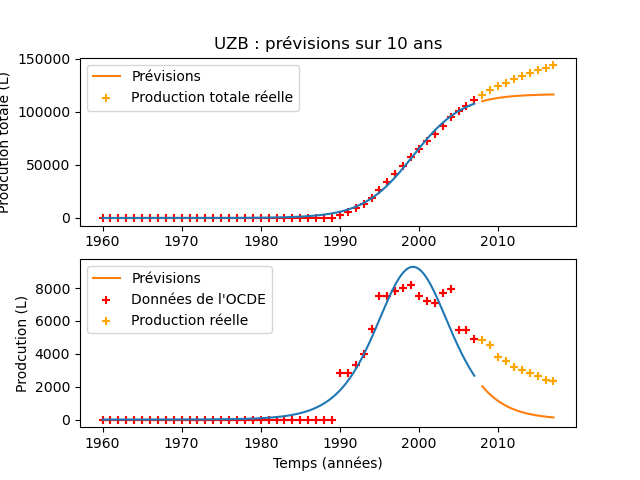 UZB : prévisions sur 10 ans
Prodcution totale (L)
150000
100000
50000
0
Prévisions
Production totale réelle
1960 1970 1980 1990 2000 2010
Prodcution (L)
8000
6000
4000
2000
0
Prévisions
Données de l'OCDE
Production réelle
1960 1970 1980 1990 2000 2010
Temps (années)